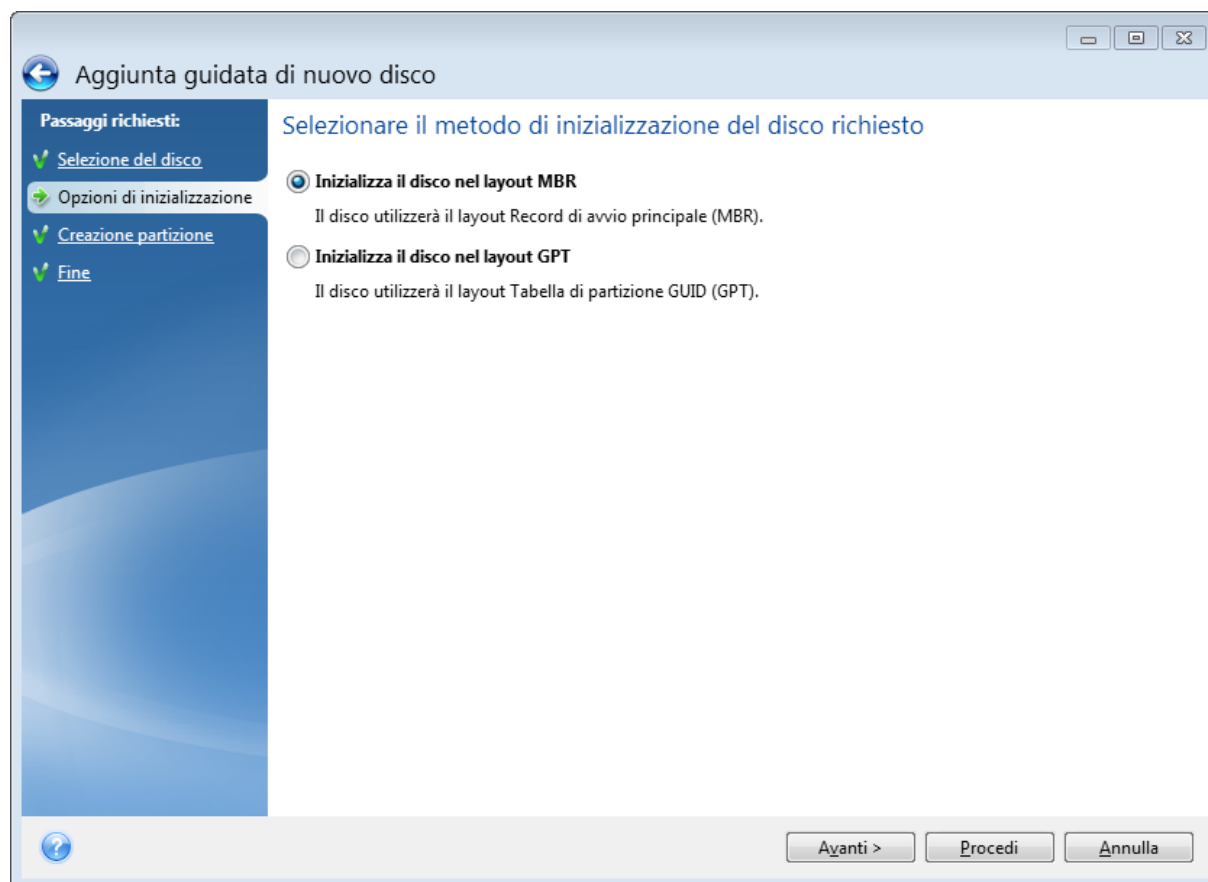 Aggiunta guidata di nuovo disco
Passaggi richiesti:
Selezione del disco
Opzioni di inizializzazione
Creazione partizione
Fine
Selezionare il metodo di inizializzazione del disco richiesto
Inizializza il disco nel layout MBR
Il disco utilizzerà il layout Record di avvio principale (MBR).
Inizializza il disco nel layout GPT
Il disco utilizzerà il layout Tabella di partizione GUID (GPT).
Avanti >
Procedi
Annulla